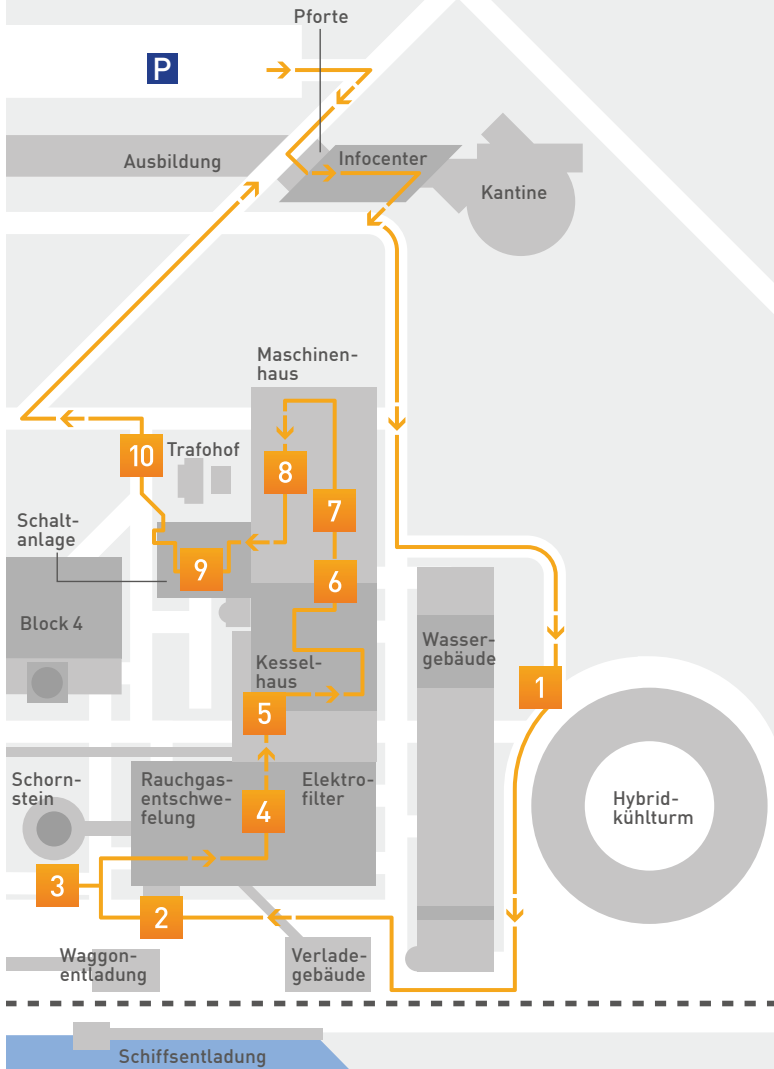 Pforte
P
Ausbildung
Infocenter
Kantine
Maschinen-
haus
10
Trafohof
8
7
Schalt-
anlage
9
6
Block 4
Wasser-
gebäude
Kessel-
haus
1
5
Schorn-
stein
Rauchgas-
entschwe-
felung
Elektro-
filter
4
Hybrid-
kühlturm
3
2
Waggon-
entladung
Verlade-
gebäude
Schiffsentladung